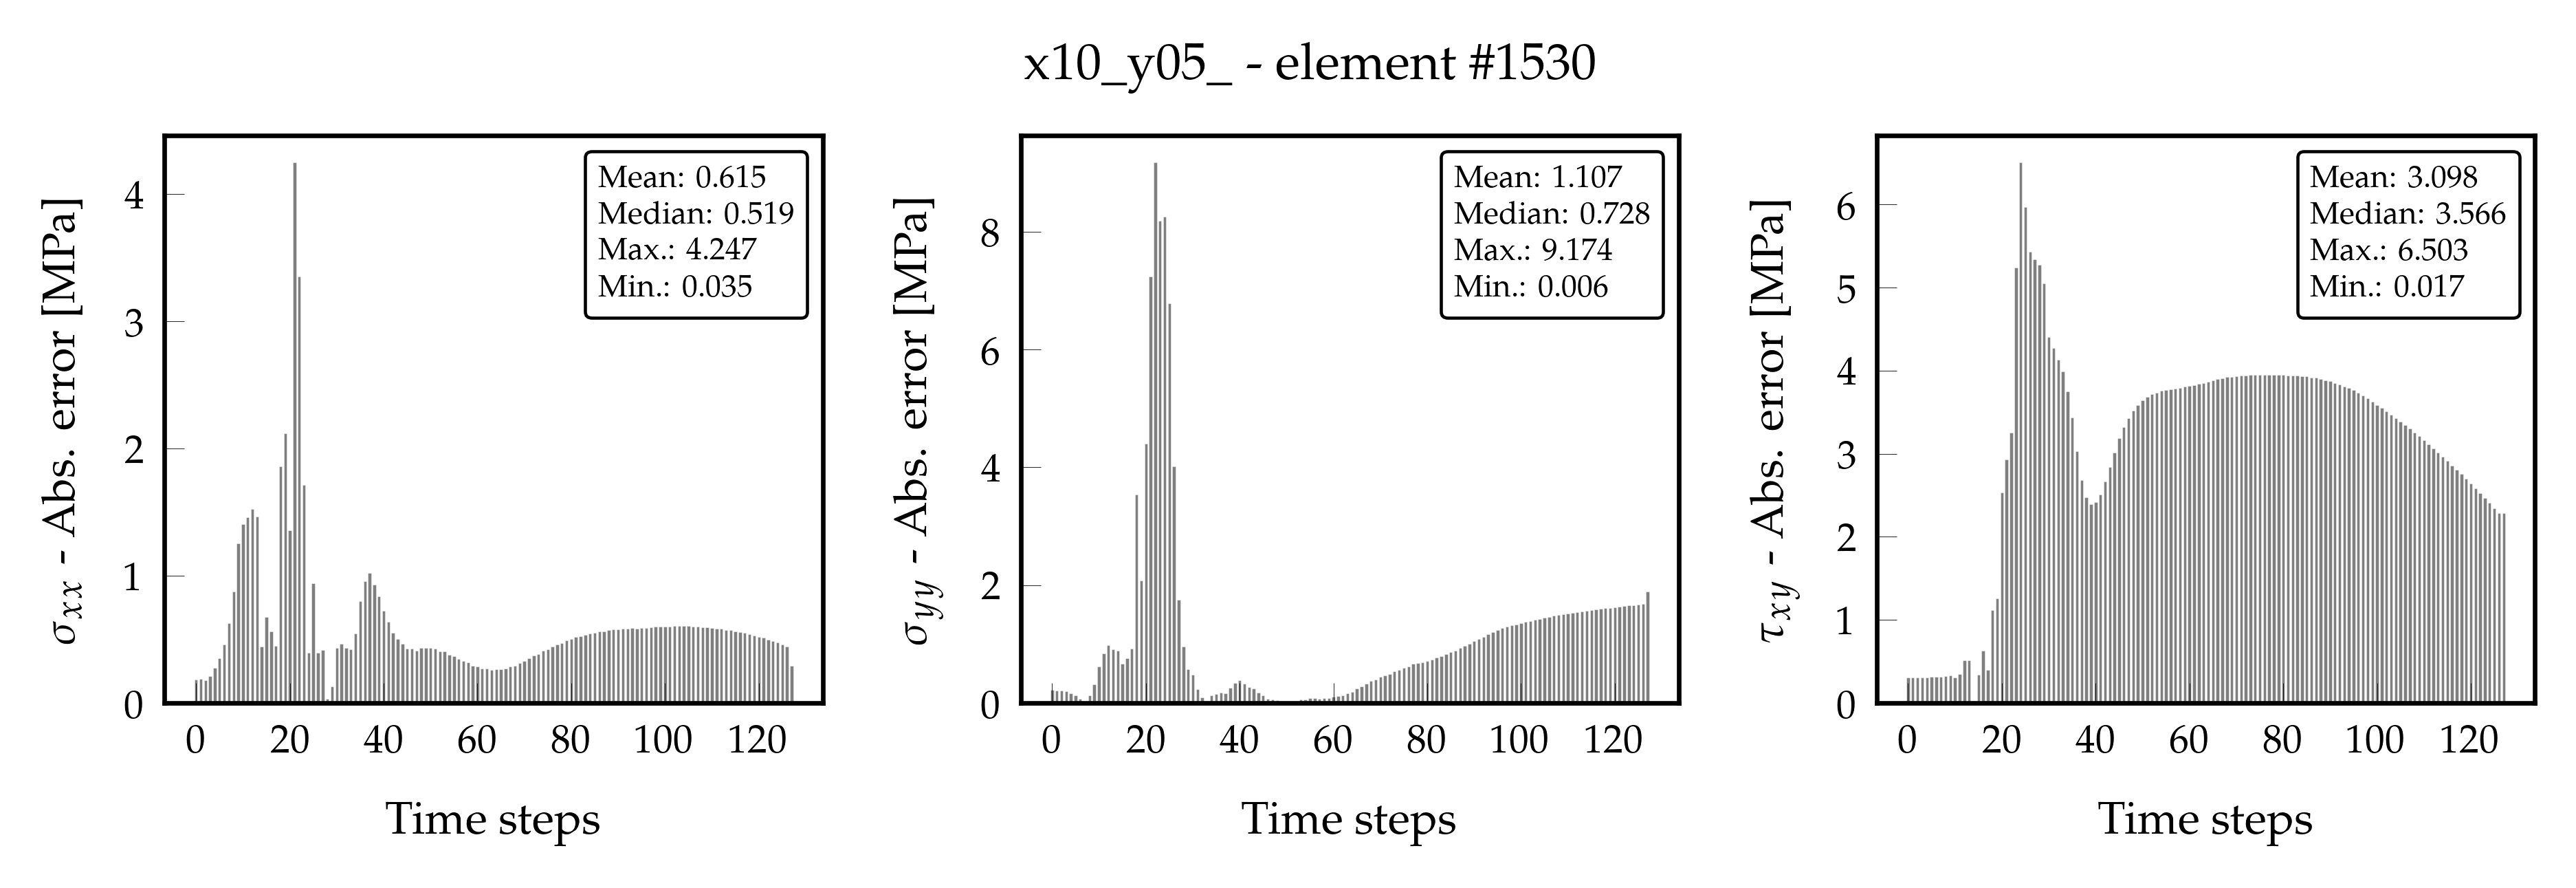 x10_y05_ - element #1530
σxx - Abs. error [MPa]
4
3
2
1
0
Mean: 0.615
Median: 0.519
Max.: 4.247
Min.: 0.035
0 20 40 60 80 100 120
Time steps
σyy - Abs. error [MPa]
8
6
4
2
0
Mean: 1.107
Median: 0.728
Max.: 9.174
Min.: 0.006
0 20 40 60 80 100 120
Time steps
τxy - Abs. error [MPa]
6
5
4
3
2
1
0
Mean: 3.098
Median: 3.566
Max.: 6.503
Min.: 0.017
0 20 40 60 80 100 120
Time steps